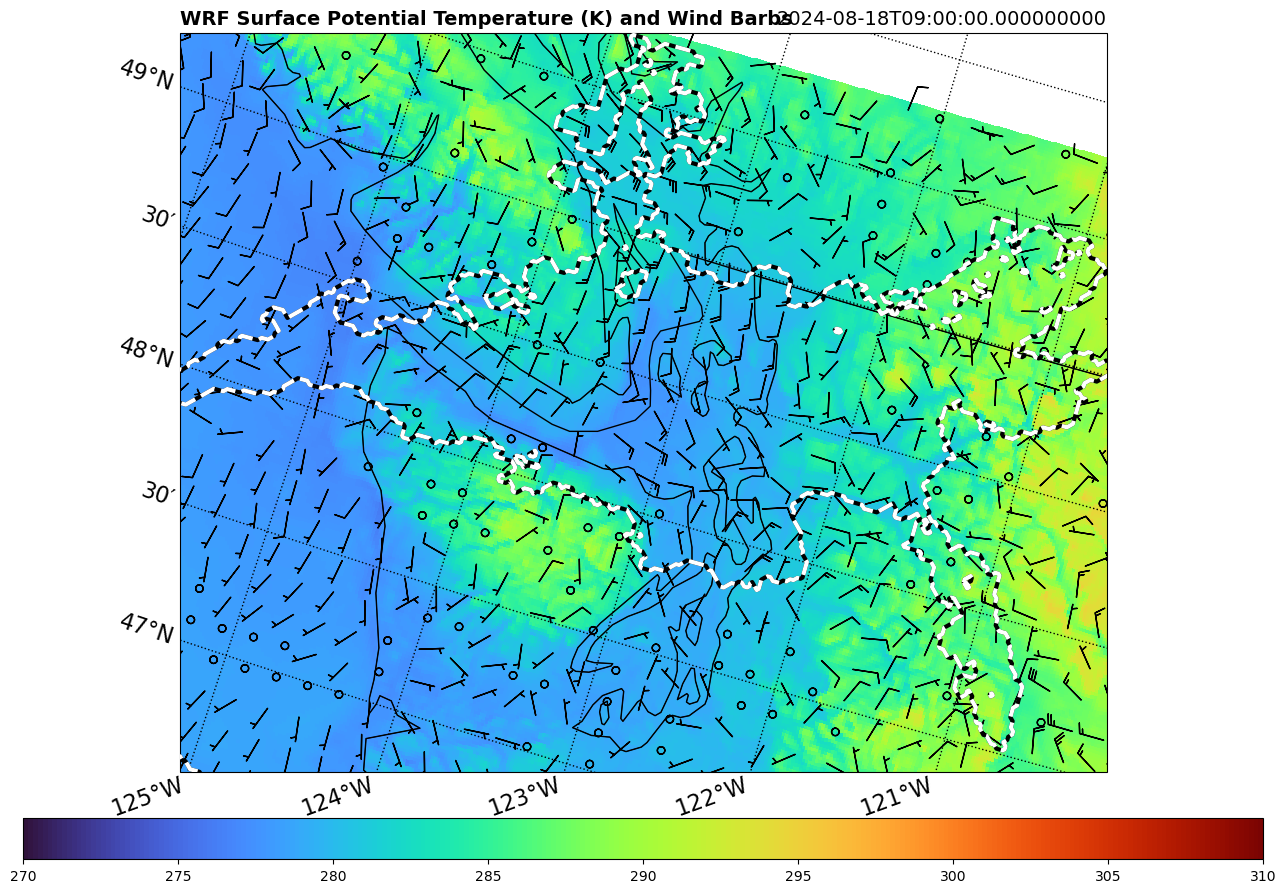 WRF Surface Potential Temperature (K) and Wind Barbs 2024-08-18T09:00:00.000000000
49°N
30′
48°N
30′
47°N
125°W 124°W 123°W 122°W 121°W
270 275 280 285 290 295 300 305 310